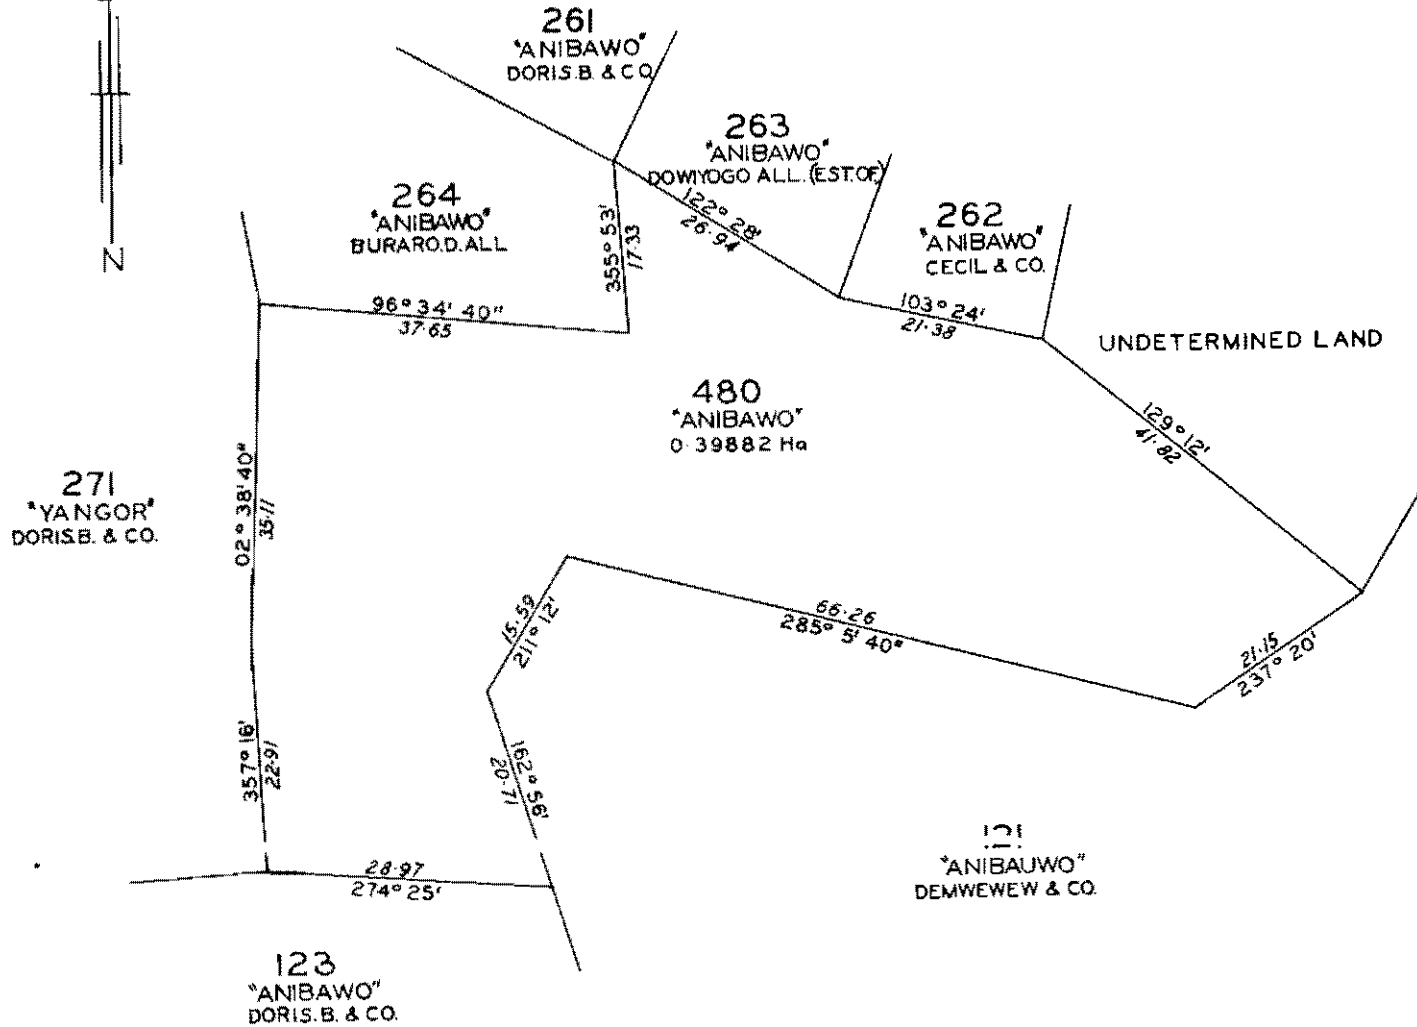 261
"ANIBAWO"
DORIS.B. & CO
263
"ANIBAWO"
DOWIYOGO ALL. (EST.OF.)
264
"ANIBAWO"
BURARO.D.ALL
262
"ANIBAWO"
CECIL & CO.
N
355° 53'
17·33
122° 28'
26·94
96° 34' 40"
37·65
103° 24'
21·38
UNDETERMINED LAND
480
"ANIBAWO"
0·39882 Ha
129° 12'
41·82
271
"YANGOR"
DORIS.B. & CO.
02° 38' 40"
35·11
15·59
211° 12'
66·26
285° 5' 40"
21·15
237° 20'
357° 16'
22·91
162° 56'
20·71
121
"ANIBAUWO"
DEMWEWEW & CO.
28·97
274° 25'
123
"ANIBAWO"
DORIS.B. & CO.